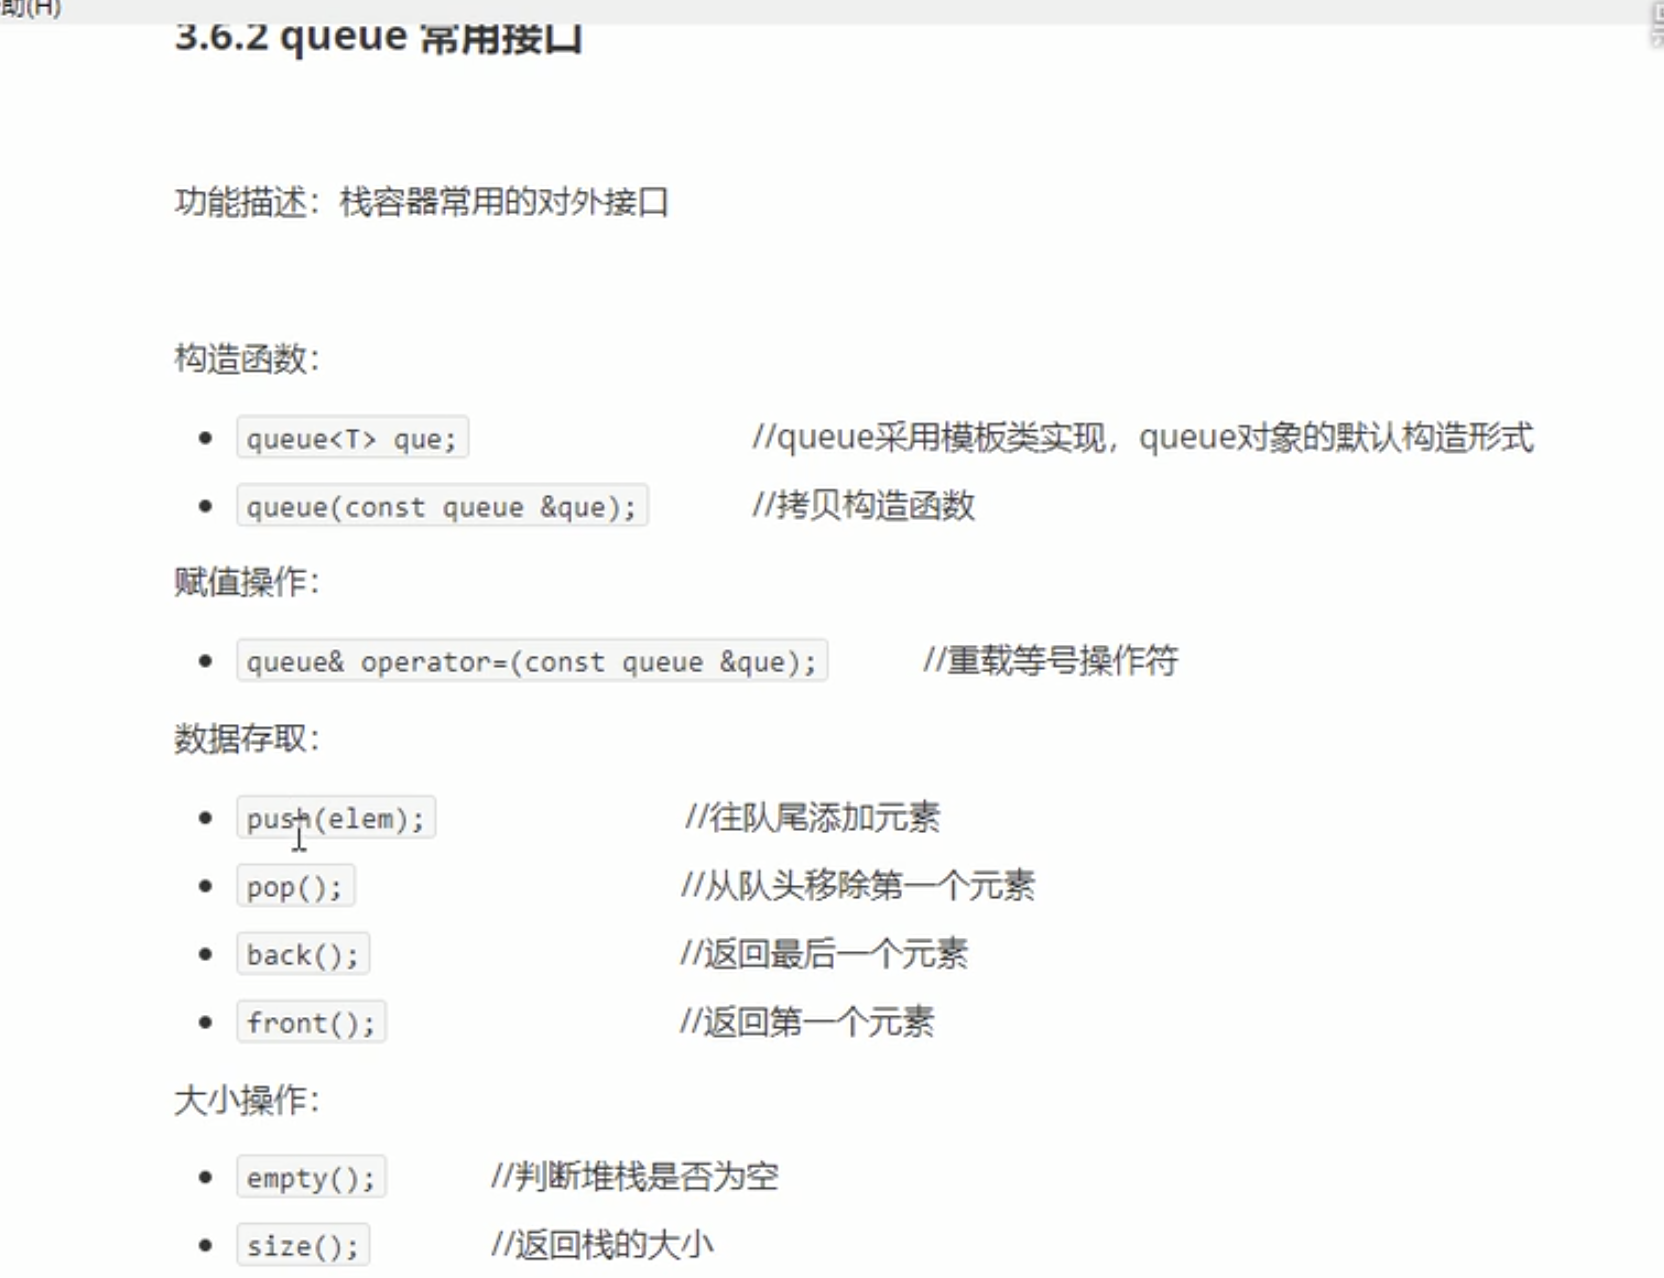 助(H)
3.6.2 queue 常用接口
功能描述：栈容器常用的对外接口
构造函数：
queue<T> que; //queue采用模板类实现，queue对象的默认构造形式
queue(const queue &que); //拷贝构造函数
赋值操作：
queue& operator=(const queue &que); //重载等号操作符
数据存取：
push(elem); //往队尾添加元素
pop(); //从队头移除第一个元素
back(); //返回最后一个元素
front(); //返回第一个元素
大小操作：
empty(); //判断堆栈是否为空
size(); //返回栈的大小